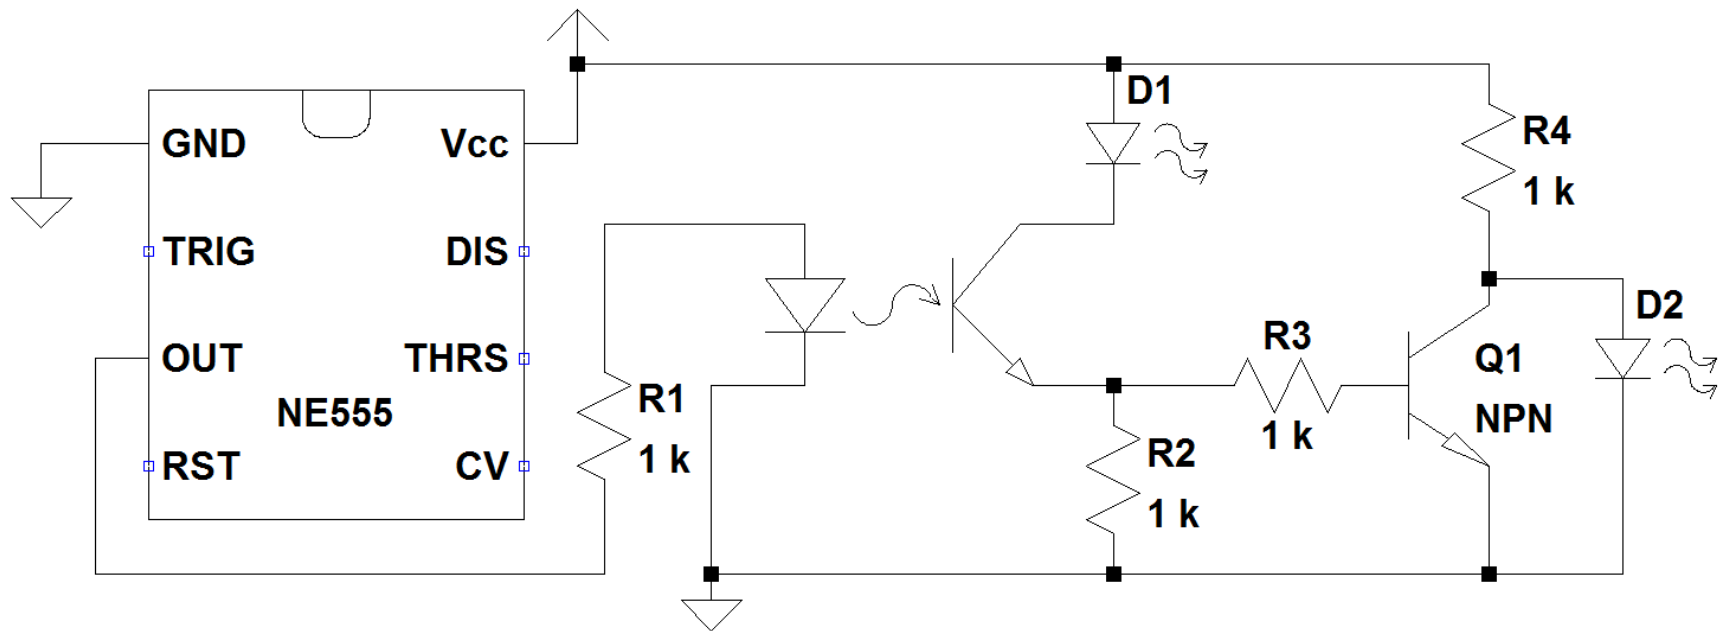 D1
GND
Vcc
R4
1 k
TRIG
DIS
D2
R3
OUT
THRS
Q1
R1
NE555
NPN
1 k
1 k
R2
RST
CV
1 k